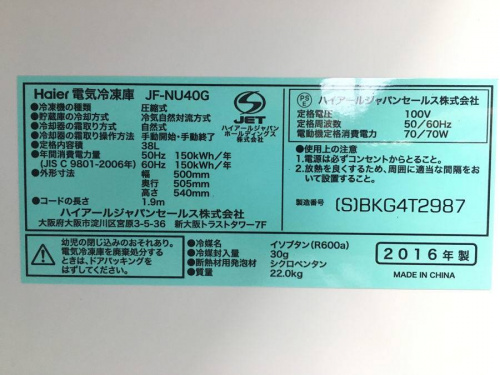 Haier 電気冷凍庫 JF-NU40G
●冷凍機の種類 圧縮式
●貯蔵庫の冷却方式 冷気自然対流方式
●冷却器の霜取り方式 自然式
●冷却器の霜取り操作方法 手動開始・手動終了
●定格内容積 38L
●年間消費電力量 50Hz 150kWh/年
(JIS C 9801-2006年) 60Hz 150kWh/年
●外形寸法 幅 500mm
奥行 505mm
高さ 540mm
●コードの長さ 1.9m
ハイアールジャパンセールス株式会社
大阪府大阪市淀川区宮原3-5-36 新大阪トラストタワー7F
S
JET
ハイアールジャパン
ホールディングス
株式会社
PS
E
ハイアールジャパンセールス株式会社
定格電圧 100V
定格周波数 50/60Hz
電動機定格消費電力 70/70W
●使用上の注意
1.電源は必ずコンセントからとること。
2.放熱を良くするため、周囲に適当な間隔をお
いて設置すること。
製造番号 (S)BKG4T2987
幼児の閉じ込みのおそれあり。
電気冷凍庫を廃棄処分する
ときは、ドアパッキングを
はずしてください。
●冷媒名 イソブタン(R600a)
●冷媒封入量 30g
●断熱材用発泡材 シクロペンタン
●質量 22.0kg
2016年製
MADE IN CHINA